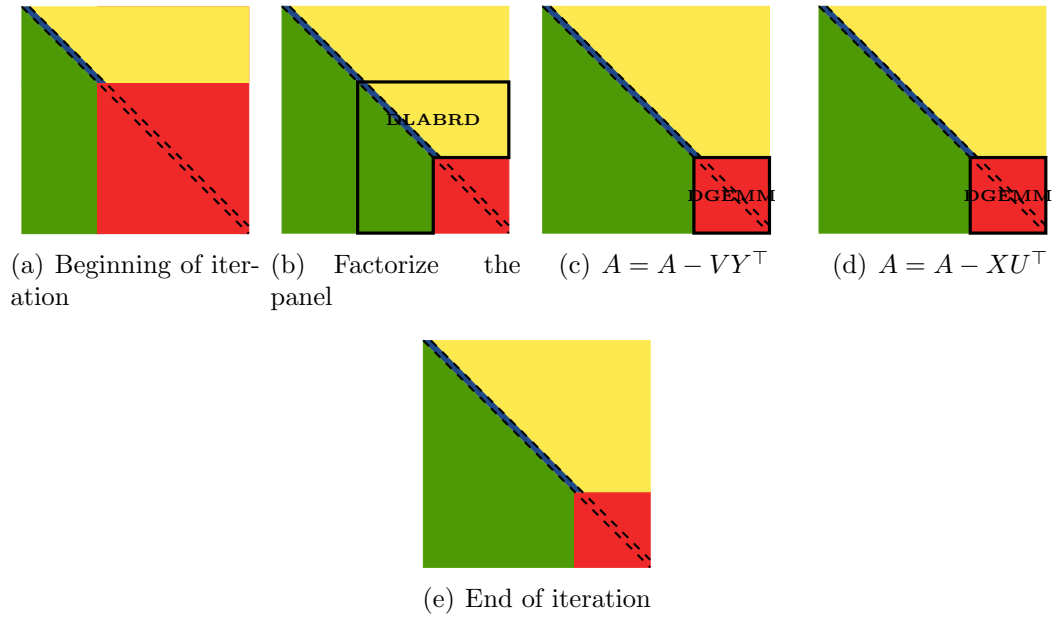 DLABRD
DGEMM
DGEMM
(a) Beginning of iter-
ation
(b) Factorize the
panel
(c) A = A − VY⊤
(d) A = A − XU⊤
(e) End of iteration